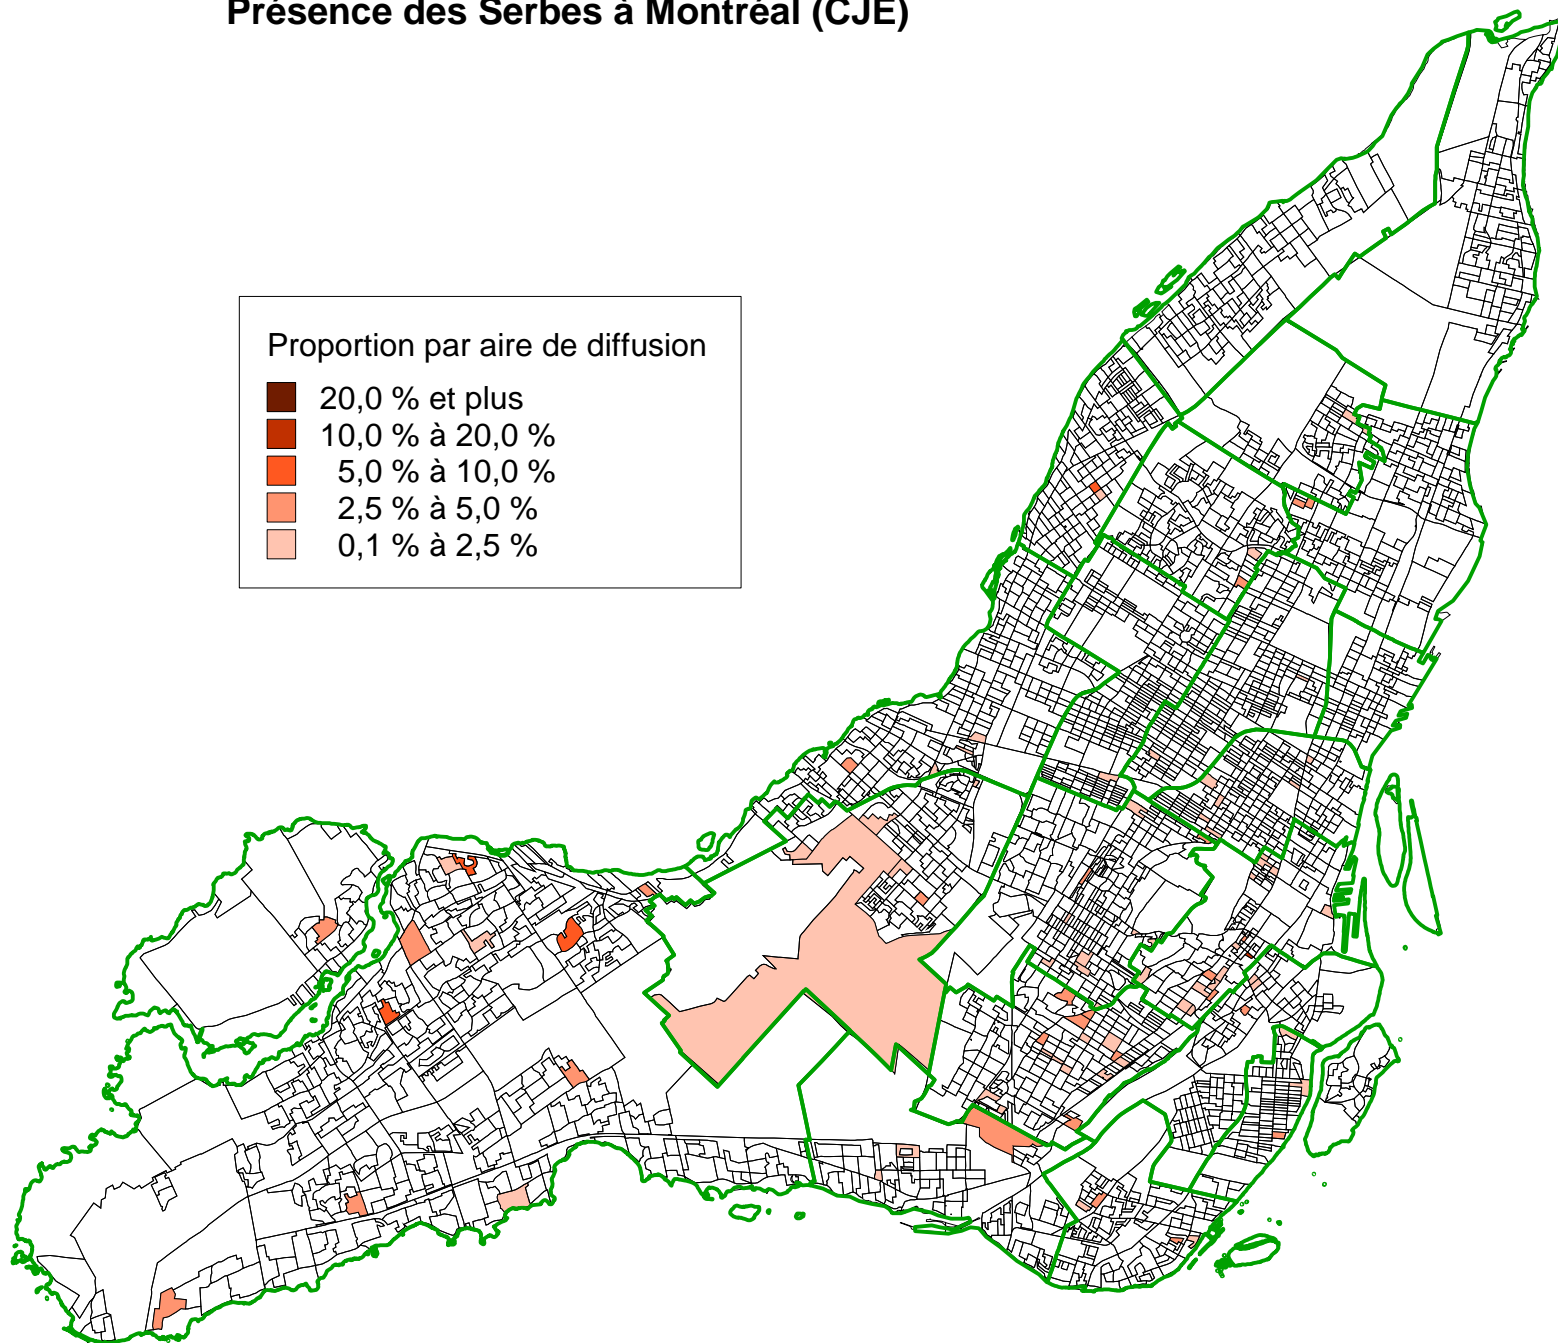 Présence des Serbes à Montréal (CJE)
Proportion par aire de diffusion
20,0 % et plus
10,0 % à 20,0 %
5,0 % à 10,0 %
2,5 % à 5,0 %
0,1 % à 2,5 %